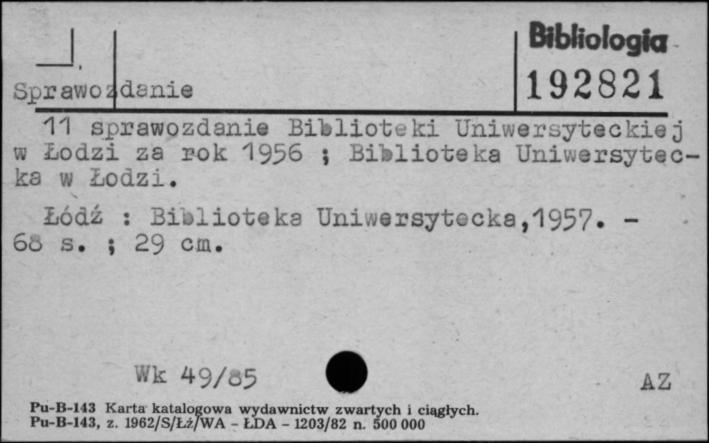 Bibliologia
192821
Sprawozdanie
11 sprawozdanie Biblioteki Uniwersyteckiej
w Łodzi za rok 1956 ; Biblioteka Uniwersytec-
ka w Łodzi.
Łódź : Biblioteka Uniwersytecka,1957. -
68 s. ; 29 cm.
Wk 49/85
AZ
Pu-B-143 Karta katalogowa wydawnictw zwartych i ciągłych.
Pu-B-143, z. 1962/S/Łż/WA - ŁDA - 1203/82 n. 500 000